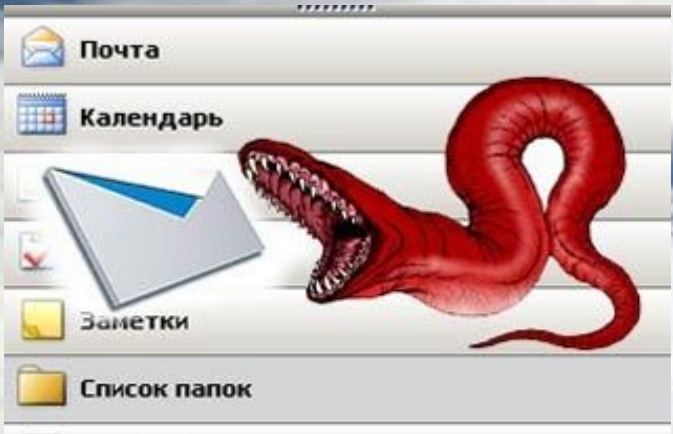 Почта
Календарь
Заметки
Список папок